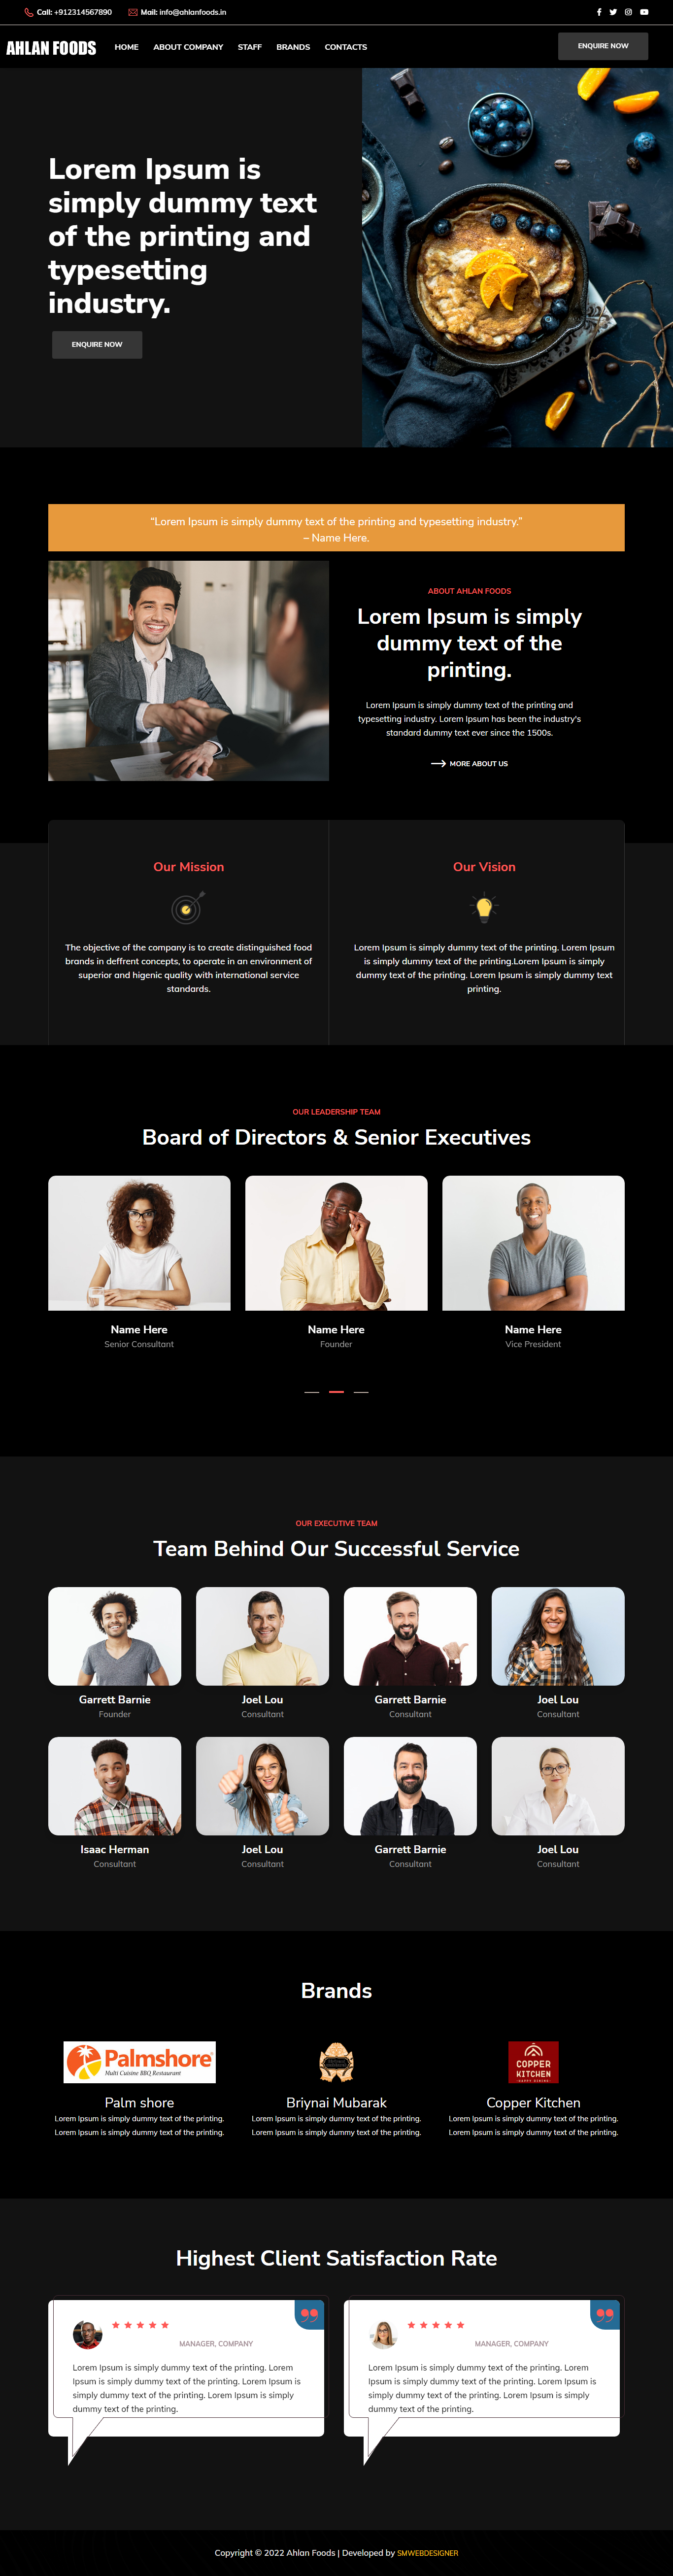 Call: +912314567890 Mail: info@ahlanfoods.in
AHLAN FOODS HOME ABOUT COMPANY STAFF BRANDS CONTACTS ENQUIRE NOW
Lorem Ipsum is
simply dummy text
of the printing and
typesetting
industry.
ENQUIRE NOW
“Lorem Ipsum is simply dummy text of the printing and typesetting industry.”
– Name Here.
ABOUT AHLAN FOODS
Lorem Ipsum is simply
dummy text of the
printing.
Lorem Ipsum is simply dummy text of the printing and
typesetting industry. Lorem Ipsum has been the industry's
standard dummy text ever since the 1500s.
MORE ABOUT US
Our Mission
The objective of the company is to create distinguished food
brands in deffrent concepts, to operate in an environment of
superior and higenic quality with international service
standards.
Our Vision
Lorem Ipsum is simply dummy text of the printing. Lorem Ipsum
is simply dummy text of the printing.Lorem Ipsum is simply
dummy text of the printing. Lorem Ipsum is simply dummy text
printing.
OUR LEADERSHIP TEAM
Board of Directors & Senior Executives
Name Here
Senior Consultant
Name Here
Founder
Name Here
Vice President
OUR EXECUTIVE TEAM
Team Behind Our Successful Service
Garrett Barnie
Founder
Joel Lou
Consultant
Garrett Barnie
Consultant
Joel Lou
Consultant
Isaac Herman
Consultant
Joel Lou
Consultant
Garrett Barnie
Consultant
Joel Lou
Consultant
Brands
Palmshore
Multi Cuisine BBQ Restaurant
Palm shore
Lorem Ipsum is simply dummy text of the printing.
Lorem Ipsum is simply dummy text of the printing.
Briynai Mubarak
Lorem Ipsum is simply dummy text of the printing.
Lorem Ipsum is simply dummy text of the printing.
COPPER
KITCHEN
Copper Kitchen
Lorem Ipsum is simply dummy text of the printing.
Lorem Ipsum is simply dummy text of the printing.
Highest Client Satisfaction Rate
MANAGER, COMPANY
Lorem Ipsum is simply dummy text of the printing. Lorem
Ipsum is simply dummy text of the printing. Lorem Ipsum is
simply dummy text of the printing. Lorem Ipsum is simply
dummy text of the printing.
MANAGER, COMPANY
Lorem Ipsum is simply dummy text of the printing. Lorem
Ipsum is simply dummy text of the printing. Lorem Ipsum is
simply dummy text of the printing. Lorem Ipsum is simply
dummy text of the printing.
Copyright © 2022 Ahlan Foods | Developed by SMWEBDESIGNER